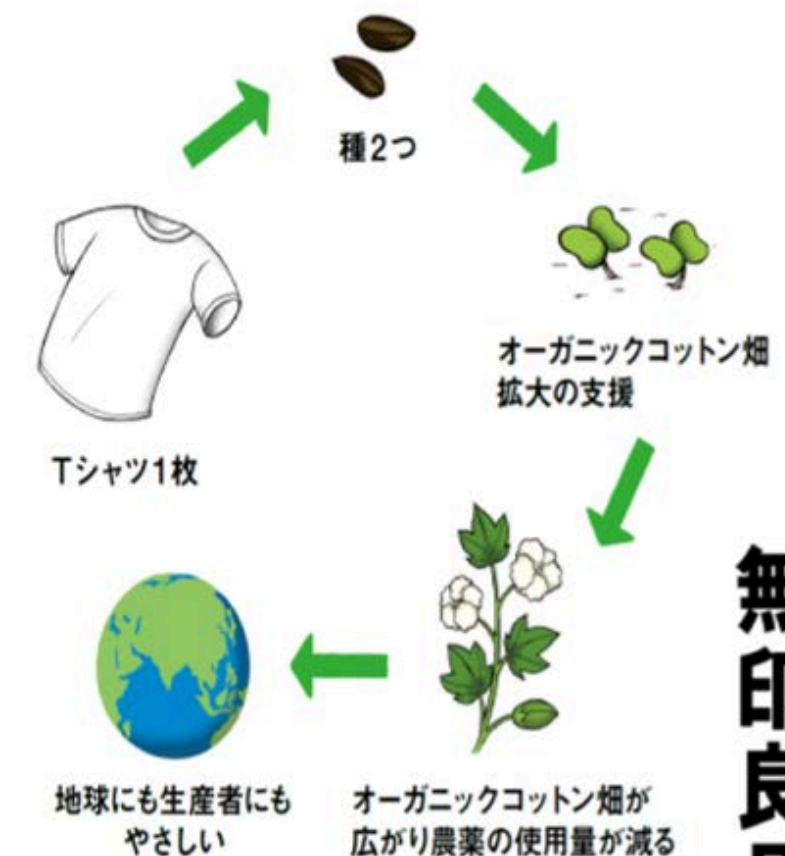 種2つ
オーガニックコットン畑
拡大の支援
Tシャツ1枚
地球にも生産者にも
やさしい
オーガニックコットン畑が
広がり農薬の使用量が減る
無印良